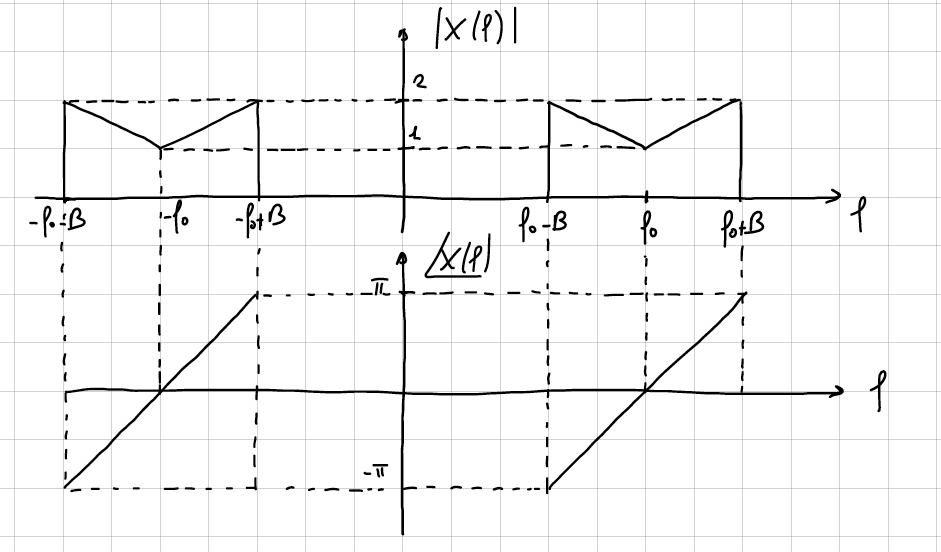 |X(f)|
2
1
-f₀-B -f₀ -f₀+B f₀-B f₀ f₀+B f
∠X(f)
π
f
-π